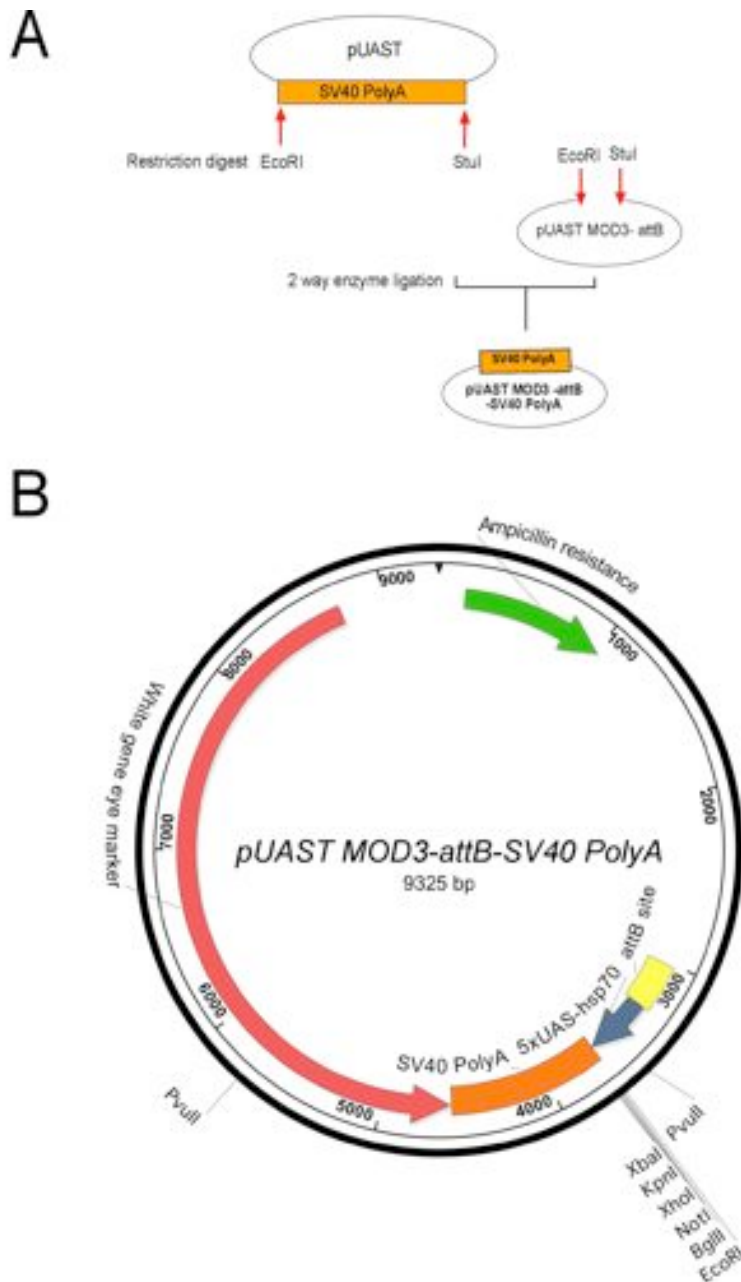 A
pUAST
SV40 PolyA
Restriction digest EcoRI StuI
EcoRI StuI
pUAST MOD3- attB
2 way enzyme ligation
SV40 PolyA
pUAST MOD3 -attB
-SV40 PolyA
B
Ampicillin resistance
9000
1000
8000
White gene eye marker
2000
7000
pUAST MOD3-attB-SV40 PolyA
9325 bp
attB site
3000
5xUAS-hsp70
6000
SV40 PolyA
4000
5000
PvuII
PvuII
XbaI
KpnI
XhoI
NotI
BglII
EcoRI